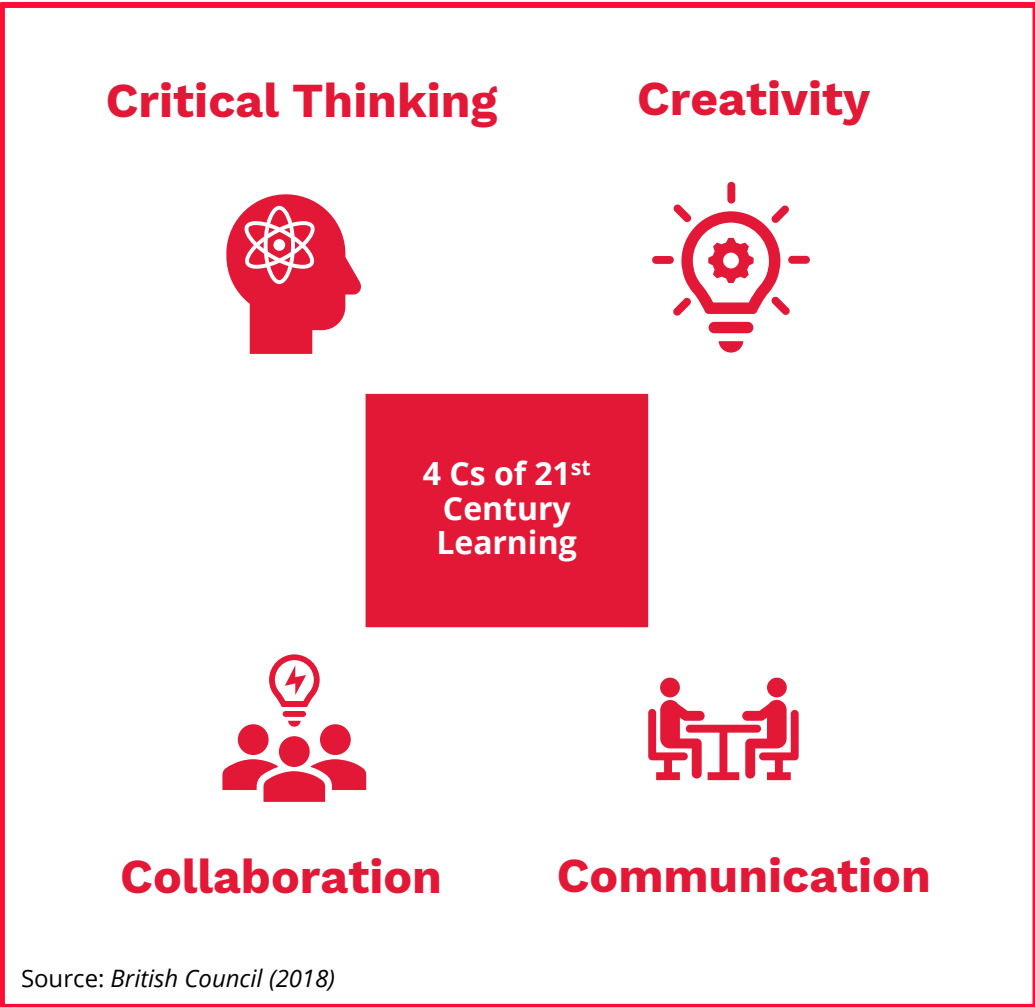 Critical Thinking
Creativity
4 Cs of 21st
Century
Learning
Collaboration
Communication
Source: British Council (2018)